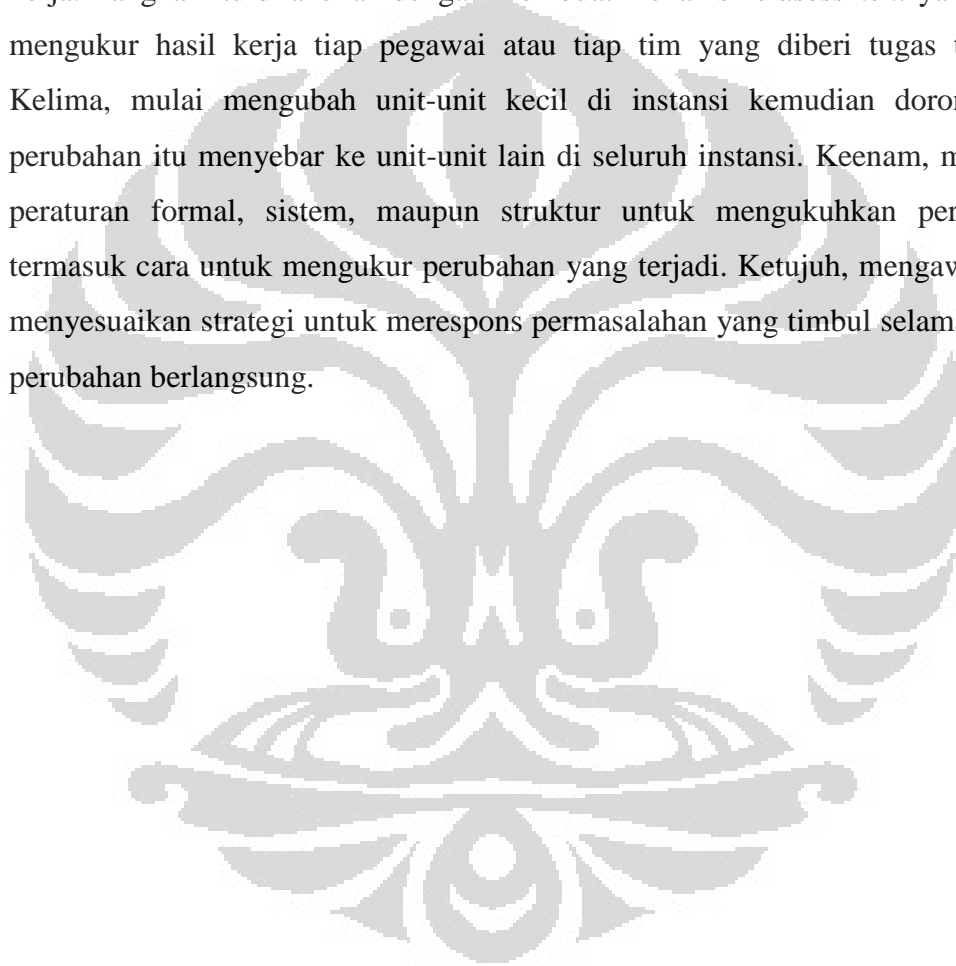 mengukur hasil kerja tiap pegawai atau tiap tim yang diberi tugas
Kelima, mulai mengubah unit-unit kecil di instansi kemudian
perubahan itu menyebar ke unit-unit lain di seluruh instansi. Keenam,
peraturan formal, sistem, maupun struktur untuk mengukuhkan
termasuk cara untuk mengukur perubahan yang terjadi. Ketujuh,
menyesuaikan strategi untuk merespons permasalahan yang timbul
perubahan berlangsung.